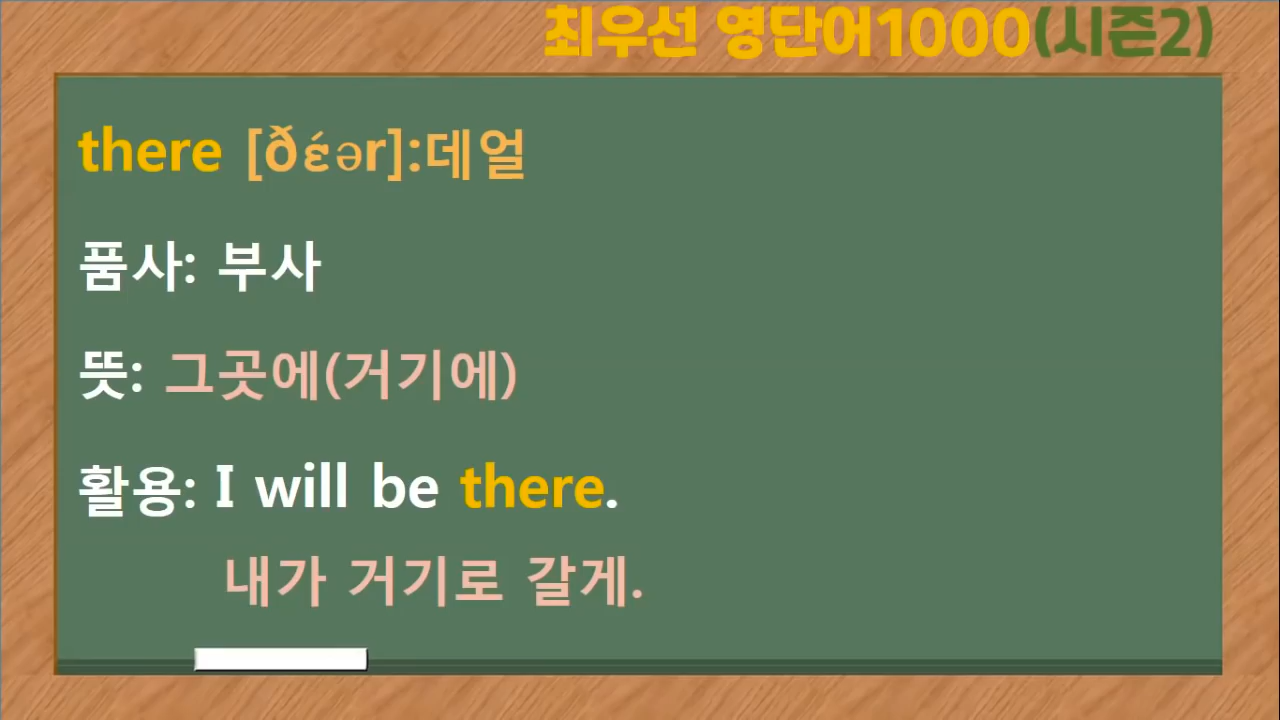 최우선 영단어1000(시즌2)
there [ðέər]:데얼
품사: 부사
뜻: 그곳에(거기에)
활용: I will be there.
내가 거기로 갈게.